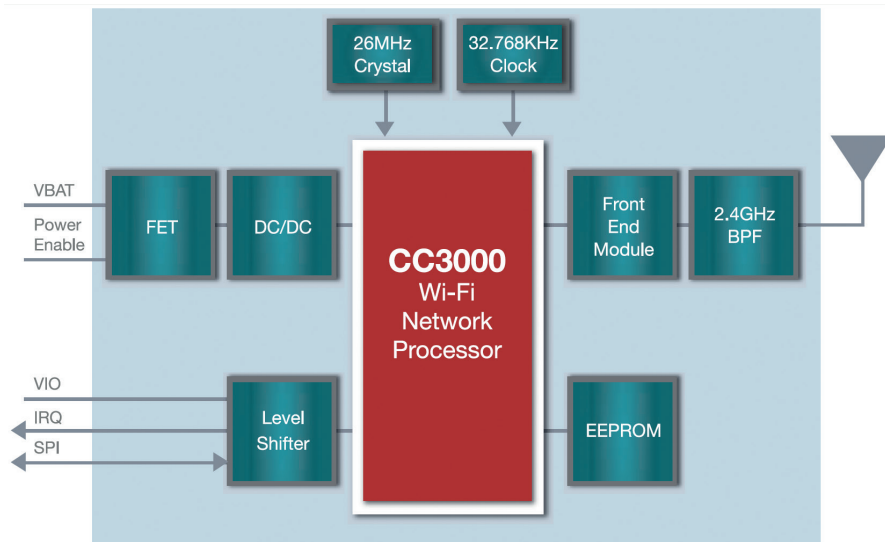 26MHz
Crystal
32.768KHz
Clock
VBAT
Power
Enable
FET
DC/DC
CC3000
Wi-Fi
Network
Processor
Front
End
Module
2.4GHz
BPF
VIO
IRQ
SPI
Level
Shifter
EEPROM